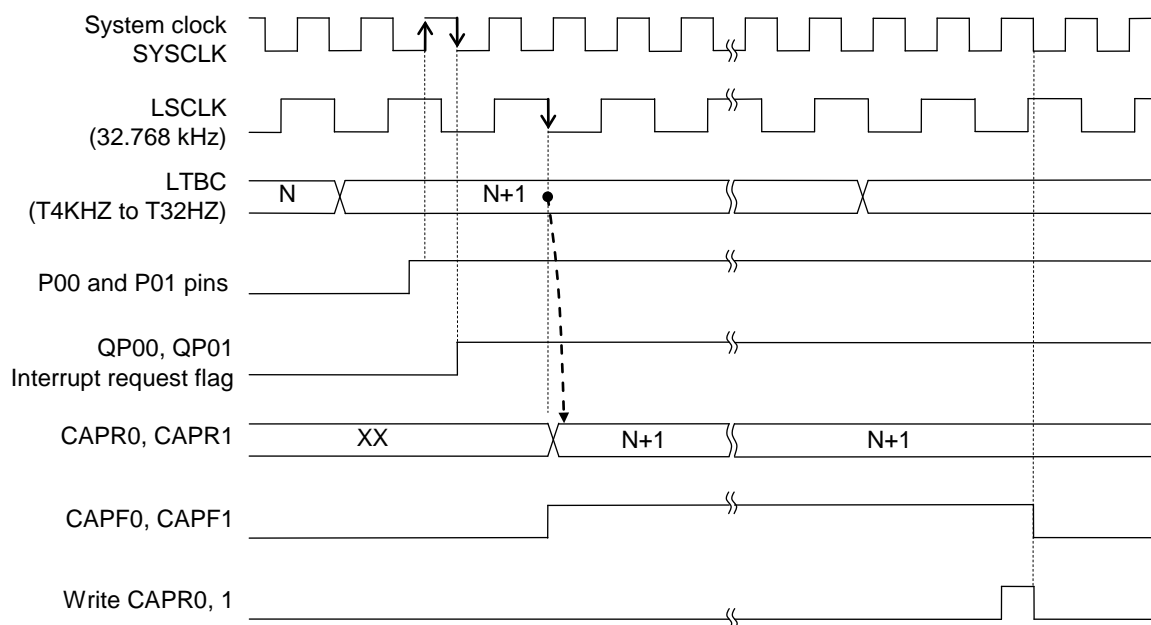 System clock
SYSCLK
LSCLK
(32.768 kHz)
LTBC
(T4KHZ to T32HZ)
N
N+1
P00 and P01 pins
QP00, QP01
Interrupt request flag
CAPR0, CAPR1
XX
N+1
N+1
CAPF0, CAPF1
Write CAPR0, 1